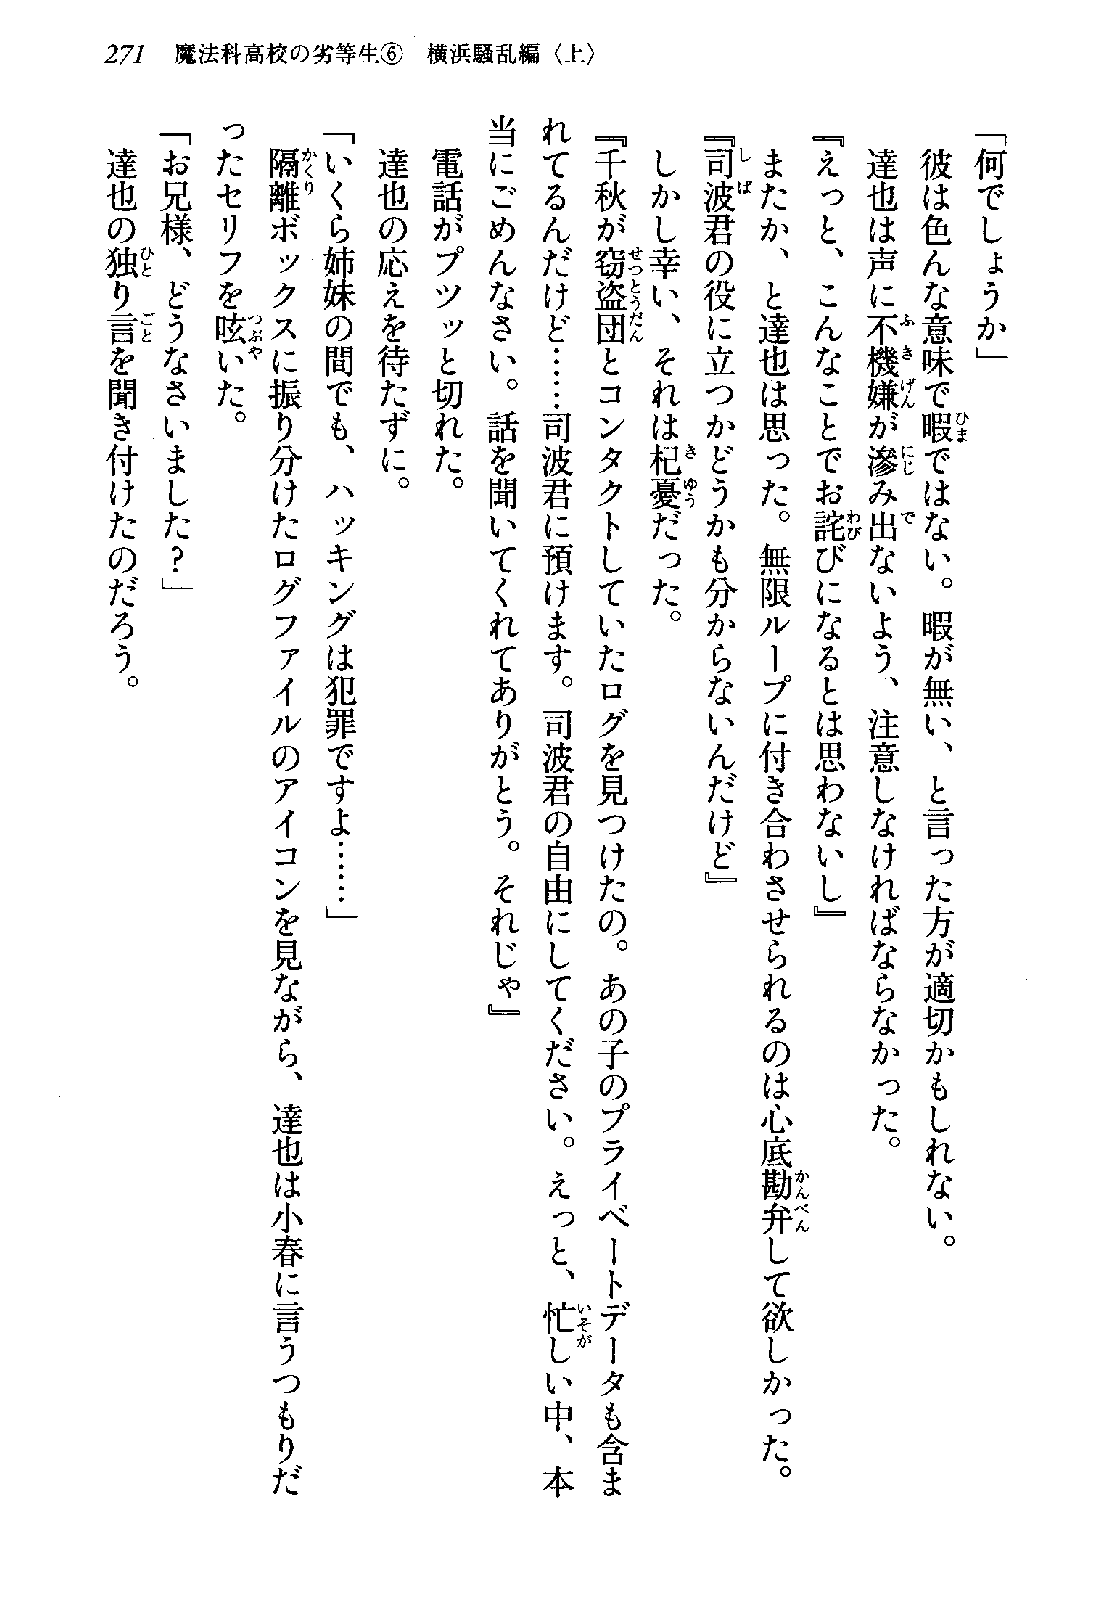 271　魔法科高校の劣等生⑥　横浜騒乱編〈上〉
「何でしょうか」
　彼は色んな意味で暇ではない。暇が無い、と言った方が適切かもしれない。
　達也は声に不機嫌が滲み出ないよう、注意しなければならなかった。
『えっと、こんなことでお詫びになるとは思わないし』
　またか、と達也は思った。無限ループに付き合わさせられるのは心底勘弁して欲しかった。
『司波君の役に立つかどうかも分からないんだけど』
　しかし幸い、それは杞憂だった。
『千秋が窃盗団とコンタクトしていたログを見つけたの。あの子のプライベートデータも含ま
れてるんだけど……司波君に預けます。司波君の自由にしてください。えっと、忙しい中、本
当にごめんなさい。話を聞いてくれてありがとう。それじゃ』
　電話がプツッと切れた。
　達也の応えを待たずに。
「いくら姉妹の間でも、ハッキングは犯罪ですよ……」
　隔離ボックスに振り分けたログファイルのアイコンを見ながら、達也は小春に言うつもりだ
ったセリフを呟いた。
「お兄様、どうなさいました？」
　達也の独り言を聞き付けたのだろう。